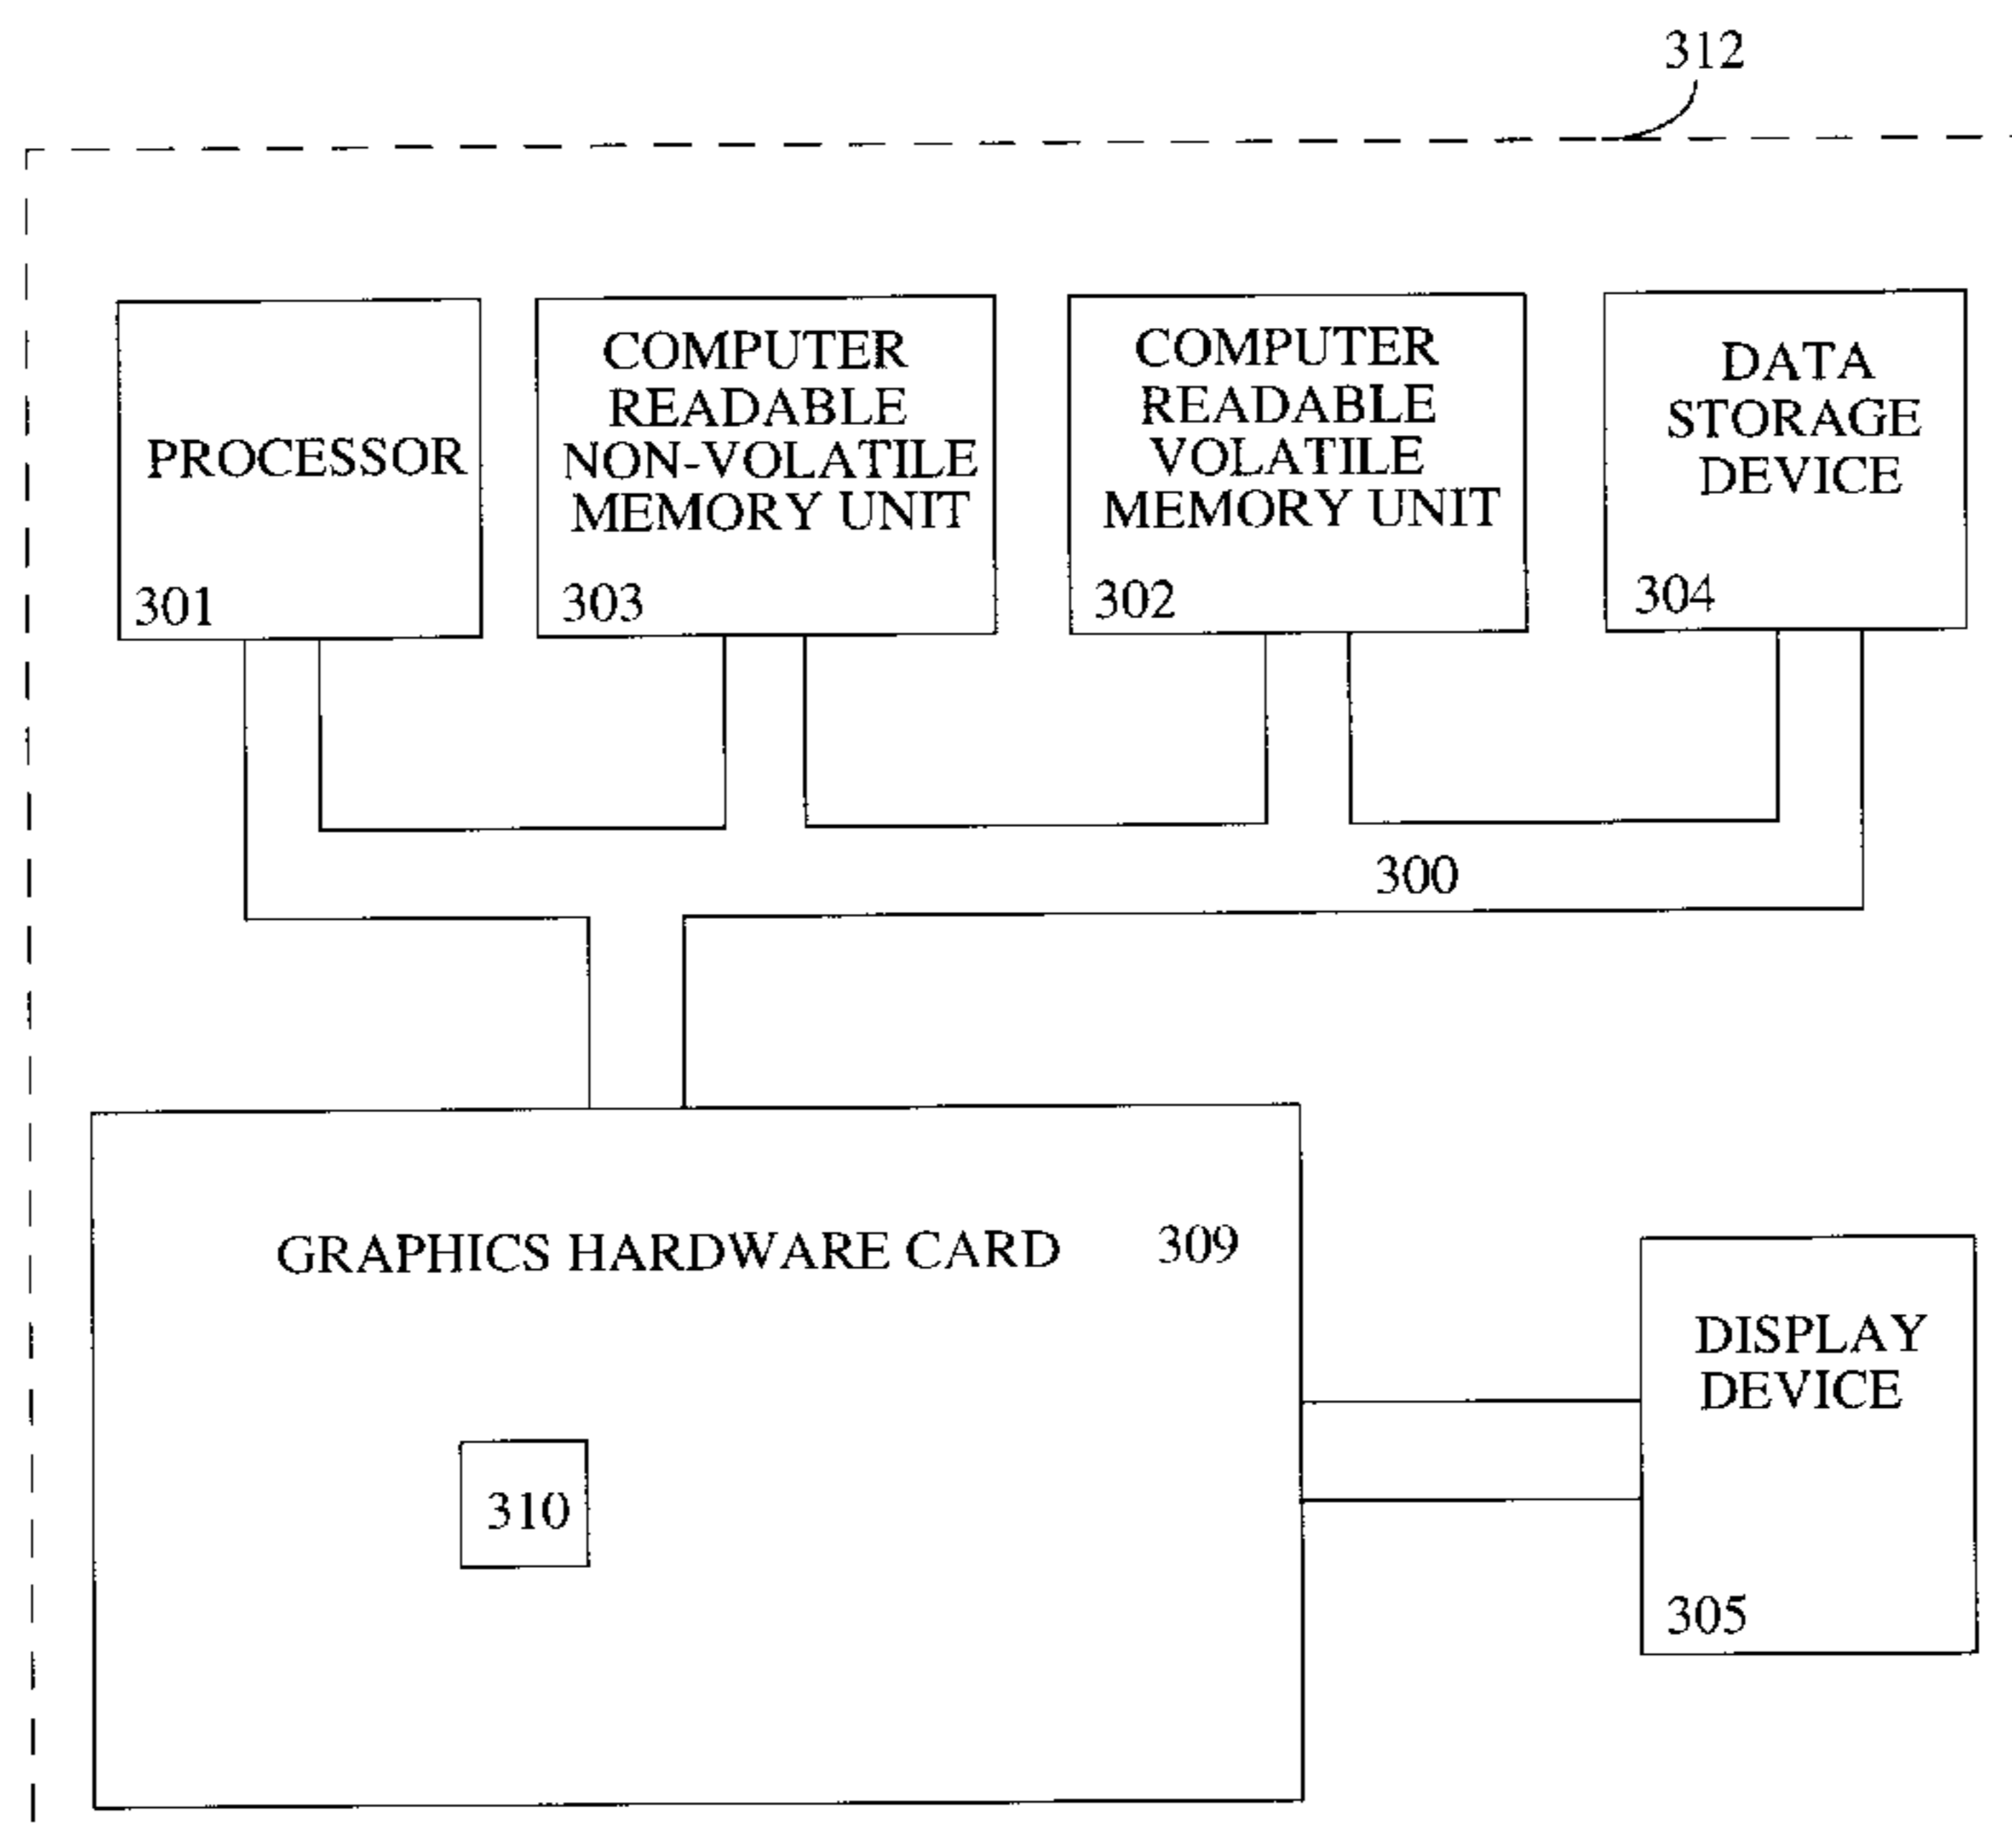 312
PROCESSOR
301
COMPUTER
READABLE
NON-VOLATILE
MEMORY UNIT
303
COMPUTER
READABLE
VOLATILE
MEMORY UNIT
302
DATA
STORAGE
DEVICE
304
300
GRAPHICS HARDWARE CARD 309
310
DISPLAY
DEVICE
305